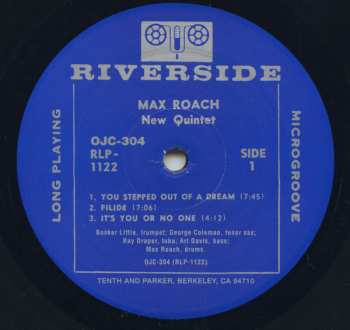 RIVERSIDE
LONG PLAYING
MICROGROOVE
MAX ROACH
New Quintet
OJC-304
RLP-
1122
SIDE
1
1. YOU STEPPED OUT OF A DREAM (7:45)
2. FILIDE (7:06)
3. IT'S YOU OR NO ONE (4:12)
Booker Little, trumpet; George Coleman, tenor sax;
Ray Draper, tuba; Art Davis, bass;
Max Roach, drums.
OJC-304 (RLP-1122)
TENTH AND PARKER, BERKELEY, CA 94710